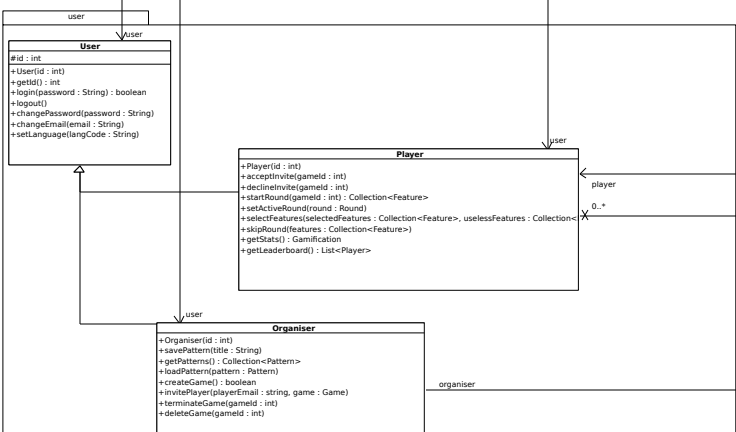 user
user
User
#id : int
+User(id : int)
+getId() : int
+login(password : String) : boolean
+logout()
+changePassword(password : String)
+changeEmail(email : String)
+setLanguage(langCode : String)
user
Player
+Player(id : int)
+acceptInvite(gameId : int)
+declineInvite(gameId : int)
+startRound(gameId : int) : Collection<Feature>
+setActiveRound(round : Round)
+selectFeatures(selectedFeatures : Collection<Feature>, uselessFeatures : Collection<
+skipRound(features : Collection<Feature>)
+getStats() : Gamification
+getLeaderboard() : List<Player>
player
0..*
user
Organiser
+Organiser(id : int)
+savePattern(title : String)
+getPatterns() : Collection<Pattern>
+loadPattern(pattern : Pattern)
+createGame() : boolean
+invitePlayer(playerEmail : string, game : Game)
+terminateGame(gameId : int)
+deleteGame(gameId : int)
organiser